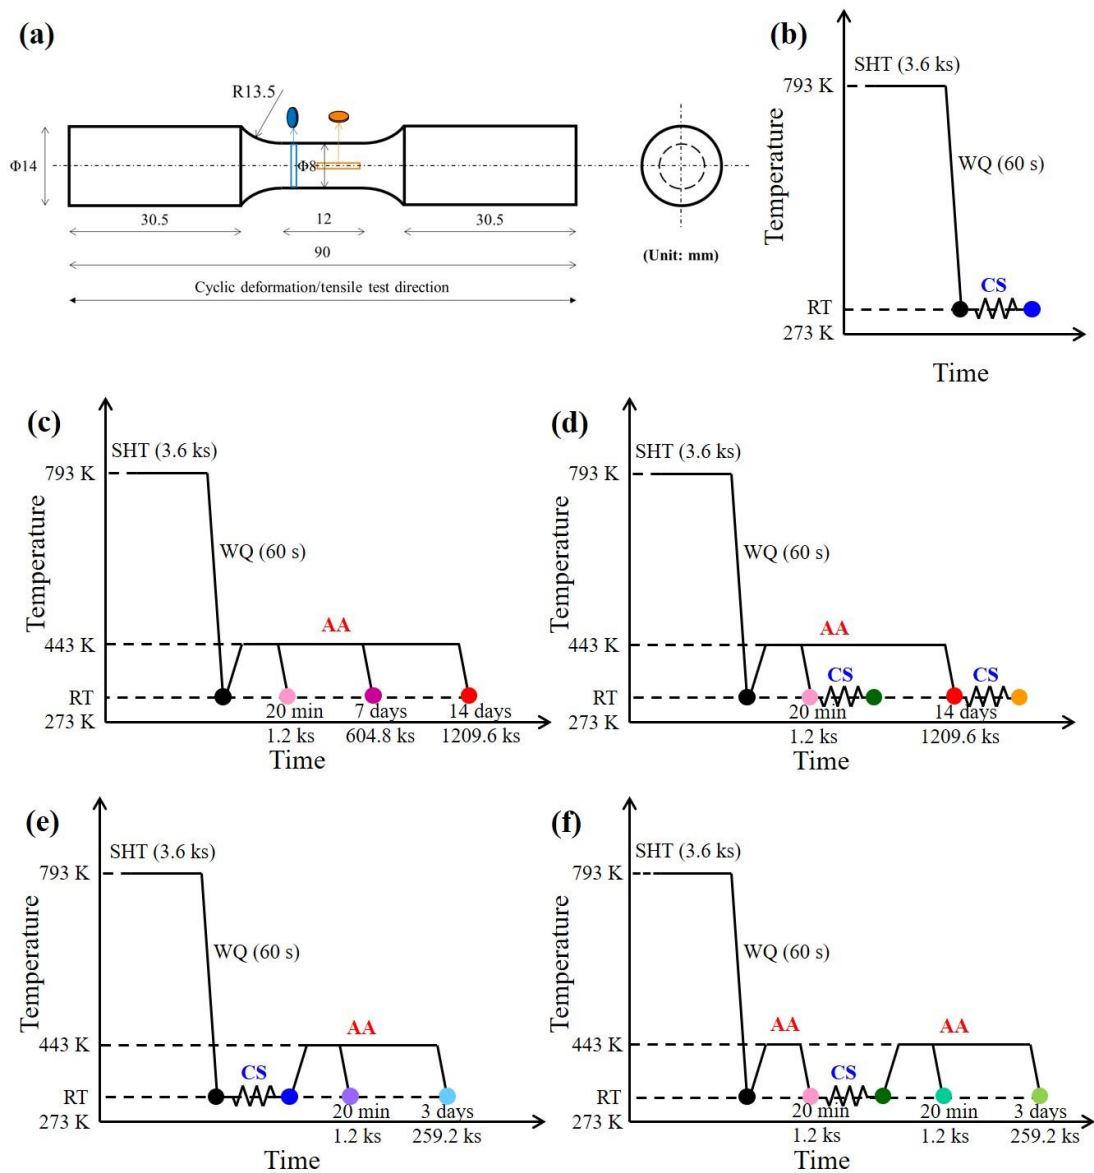 (a)
R13.5
Φ14
Φ8
30.5
12
30.5
90
(Unit: mm)
Cyclic deformation/tensile test direction
(b)
SHT (3.6 ks)
793 K
WQ (60 s)
Temperature
CS
RT
273 K
Time
(c)
SHT (3.6 ks)
793 K
WQ (60 s)
Temperature
AA
443 K
RT
273 K
20 min
7 days
14 days
1.2 ks
604.8 ks
1209.6 ks
Time
(d)
SHT (3.6 ks)
793 K
WQ (60 s)
Temperature
AA
443 K
CS
CS
RT
273 K
20 min
14 days
1.2 ks
1209.6 ks
Time
(e)
SHT (3.6 ks)
793 K
WQ (60 s)
Temperature
AA
443 K
CS
RT
273 K
20 min
3 days
1.2 ks
259.2 ks
Time
(f)
SHT (3.6 ks)
793 K
WQ (60 s)
Temperature
AA
AA
443 K
CS
RT
273 K
20 min
20 min
3 days
1.2 ks
1.2 ks
259.2 ks
Time